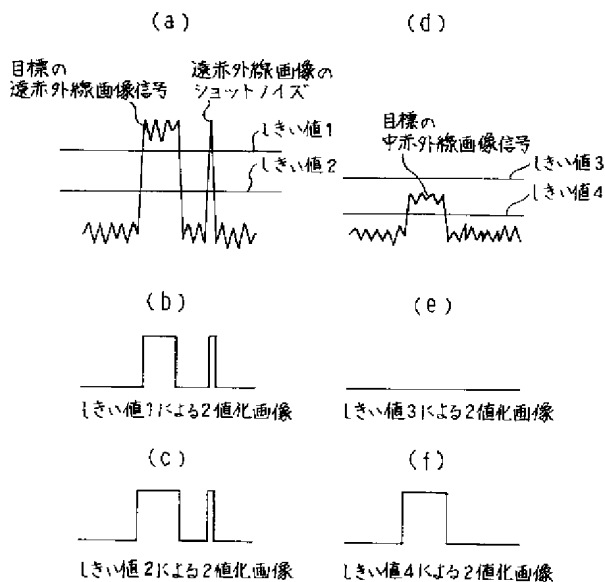 (a)
目標の
遠赤外線画像信号
遠赤外線画像の
ショットノイズ
しきい値1
しきい値2
(d)
目標の
中赤外線画像信号
しきい値3
しきい値4
(b)
しきい値1による2値化画像
(e)
しきい値3による2値化画像
(c)
しきい値2による2値化画像
(f)
しきい値4による2値化画像